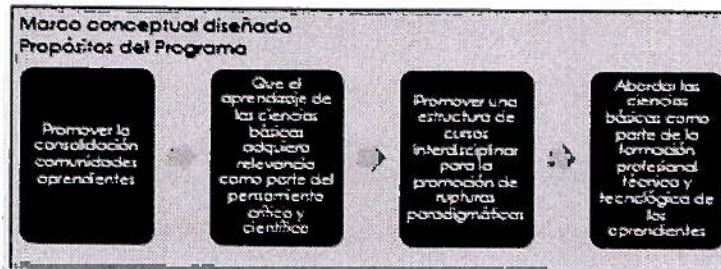 Marco conceptual diseñado
Propósitos del Programa
Promover la
consolidación
comunidades
aprendientes
Que el
aprendizaje de
las ciencias
básicas
adquiera
relevancia
como parte del
pensamiento
crítico y
científico
Promover una
estructura de
cursos
interdisciplinar
para la
promoción de
rupturas
paradigmáticas
Abordar las
ciencias
básicas como
parte de la
formación
profesional
técnica y
tecnológica de
los
aprendientes